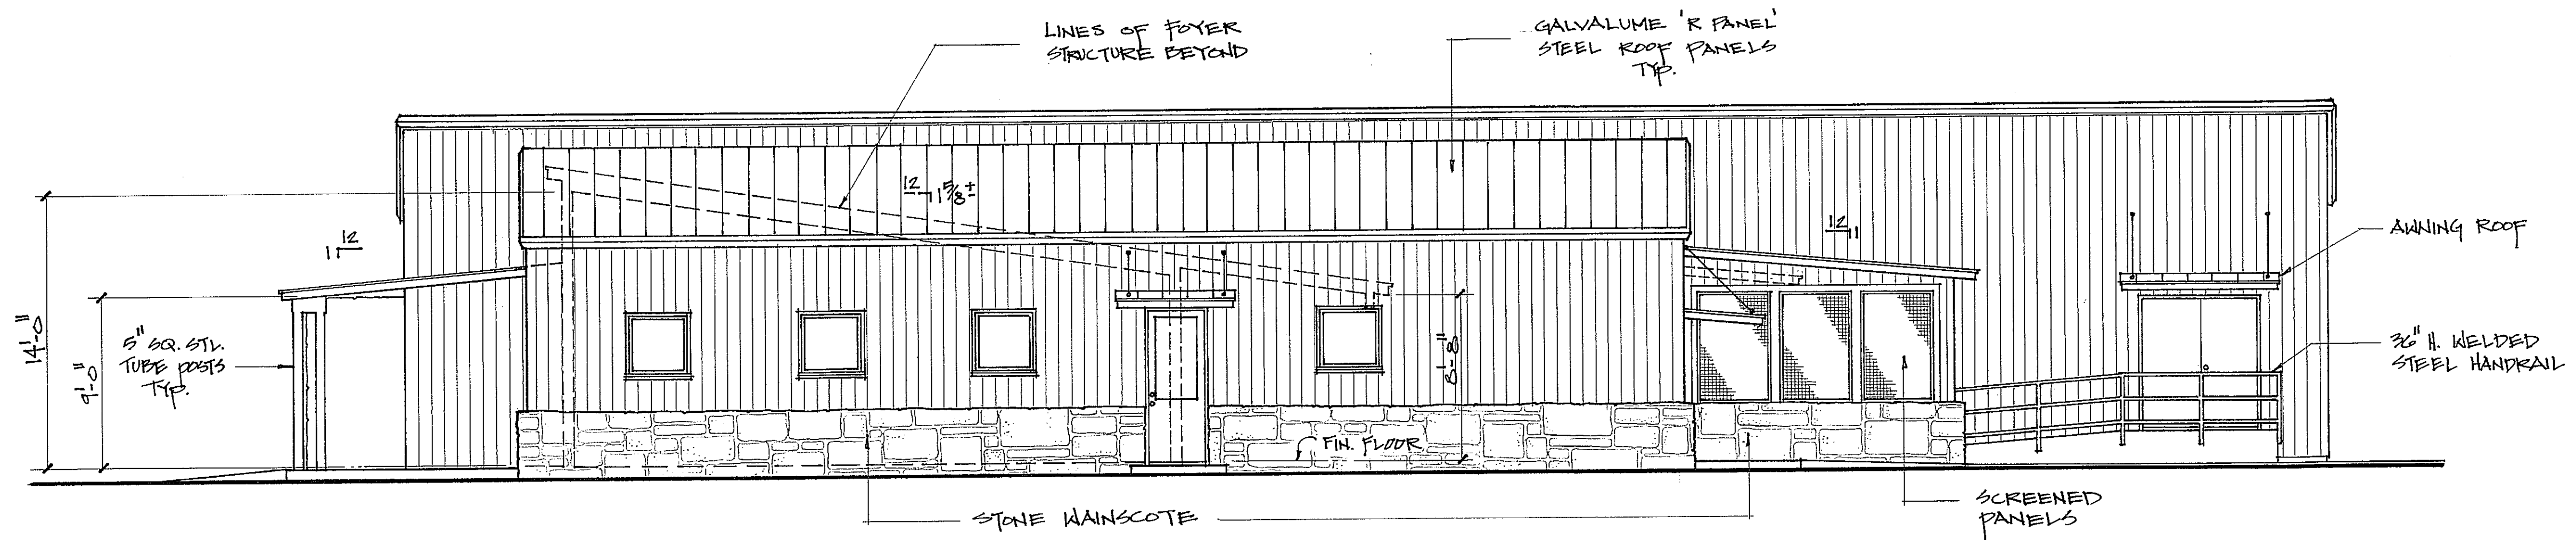 LINES OF FOYER
STRUCTURE BEYOND
GALVALUME 'R PANEL'
STEEL ROOF PANELS
TYP.
12
1 5/8 ±
12
1
12
1
AWNING ROOF
14'-0"
9'-0"
5" SQ. STL.
TUBE POSTS
TYP.
8'-8"
36" H. WELDED
STEEL HANDRAIL
FIN. FLOOR
STONE WAINSCOTE
SCREENED
PANELS